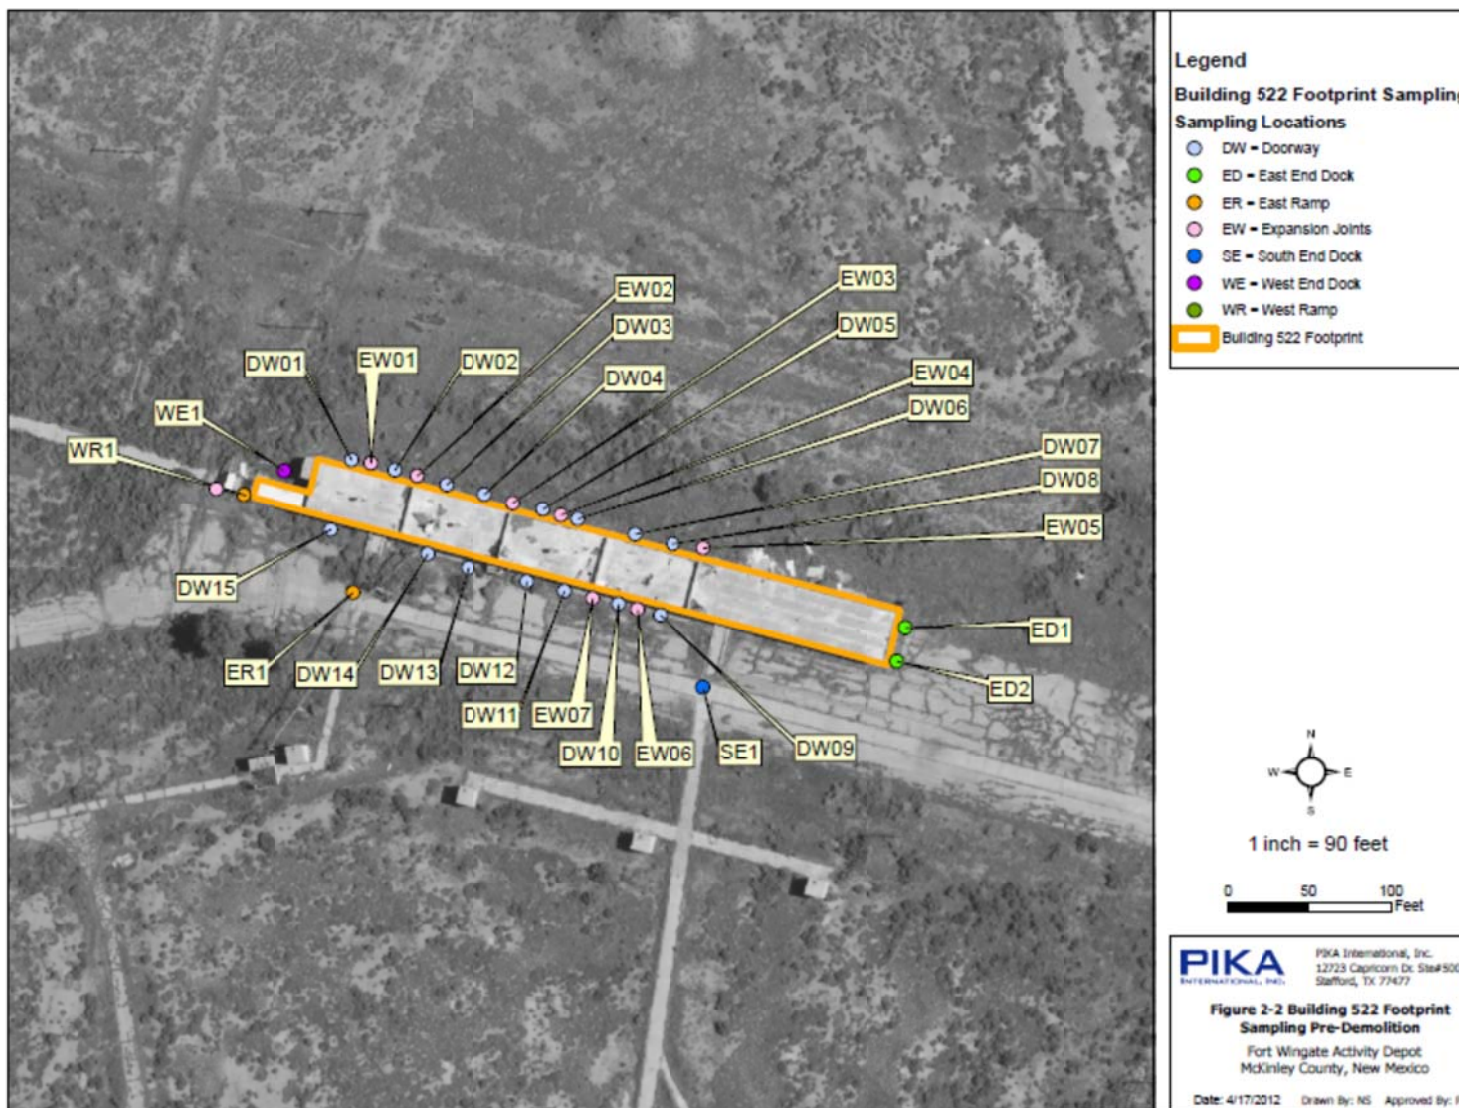 EW02
EW03
DW03
DW05
DW01
EW01
DW02
DW04
EW04
DW06
WE1
WR1
DW07
DW08
EW05
DW15
ER1
DW14
DW13
DW12
DW11
EW07
DW10
EW06
SE1
DW09
ED1
ED2
Legend
Building 522 Footprint Sampling
Sampling Locations
DW = Doorway
ED = East End Dock
ER = East Ramp
EW = Expansion Joints
SE = South End Dock
WE = West End Dock
WR = West Ramp
Building 522 Footprint
N
W E
S
1 inch = 90 feet
0 50 100
Feet
PIKA
INTERNATIONAL, INC.
PIKA International, Inc.
12723 Capricorn Dr. Ste#500
Stafford, TX 77477
Figure 2-2 Building 522 Footprint
Sampling Pre-Demolition
Fort Wingate Activity Depot
McKinley County, New Mexico
Date: 4/17/2012 Drawn By: NS Approved By: